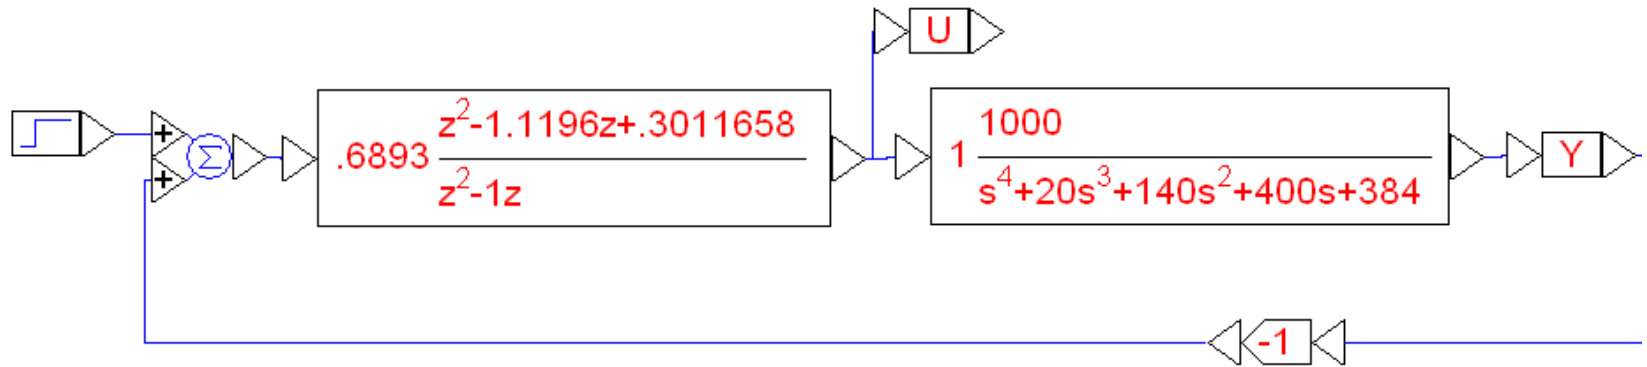 U
+
Σ
+
.6893
z²-1.1196z+.3011658
z²-1z
1
1000
s⁴+20s³+140s²+400s+384
Y
-1